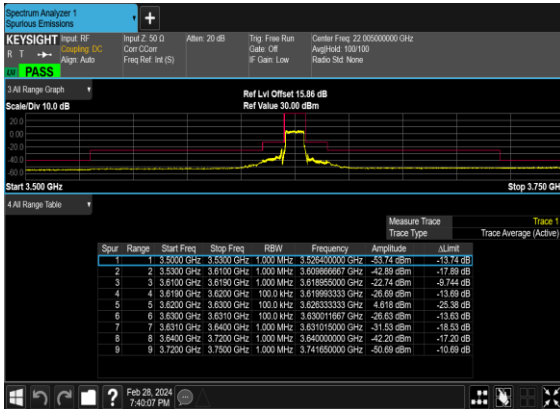 Spectrum Analyzer 1
Spurious Emissions
+
KEYSIGHT Input: RF Input Z: 50 Ω Atten: 20 dB Trig: Free Run Center Freq: 22.005000000 GHz
R T Coupling: DC Corr CCorr Gate: Off Avg|Hold: 100/100
Align: Auto Freq Ref: Int (S) IF Gain: Low Radio Std: None
LXI PASS
3 All Range Graph
Ref Lvl Offset 15.86 dB
Scale/Div 10.0 dB Ref Value 30.00 dBm
20.0
0.00
-20.0
-40.0
-60.0
Start 3.500 GHz Stop 3.750 GH
4 All Range Table
Measure Trace Trace 1
Trace Type Trace Average (Active)
Spur Range Start Freq Stop Freq RBW Frequency Amplitude ΔLimit
1 1 3.5000 GHz 3.5300 GHz 1.000 MHz 3.526400000 GHz -53.74 dBm -13.74 dB
2 2 3.5300 GHz 3.6100 GHz 1.000 MHz 3.609866667 GHz -42.89 dBm -17.89 dB
3 3 3.6100 GHz 3.6190 GHz 1.000 MHz 3.618955000 GHz -22.74 dBm -9.744 dB
4 4 3.6190 GHz 3.6200 GHz 100.0 kHz 3.619993333 GHz -26.69 dBm -13.69 dB
5 5 3.6200 GHz 3.6300 GHz 100.0 kHz 3.626333333 GHz 4.618 dBm -25.38 dB
6 6 3.6300 GHz 3.6310 GHz 100.0 kHz 3.630011667 GHz -26.63 dBm -13.63 dB
7 7 3.6310 GHz 3.6400 GHz 1.000 MHz 3.631015000 GHz -31.53 dBm -18.53 dB
8 8 3.6400 GHz 3.7200 GHz 1.000 MHz 3.640000000 GHz -42.20 dBm -17.20 dB
9 9 3.7200 GHz 3.7500 GHz 1.000 MHz 3.741650000 GHz -50.69 dBm -10.69 dB
? Feb 28, 2024
7:40:07 PM